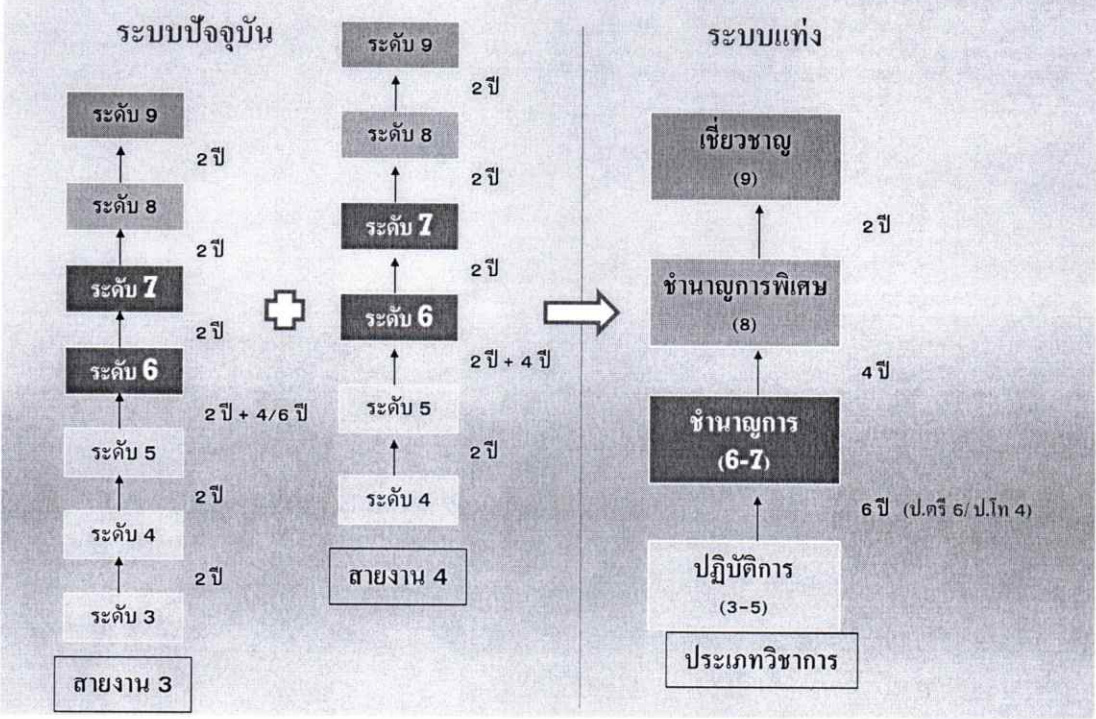 ระบบปัจจุบัน
ระดับ 9
2 ปี
ระดับ 8
2 ปี
ระดับ 7
2 ปี
ระดับ 6
2 ปี + 4/6 ปี
ระดับ 5
2 ปี
ระดับ 4
2 ปี
ระดับ 3
สายงาน 3
ระดับ 9
2 ปี
ระดับ 8
2 ปี
ระดับ 7
2 ปี
ระดับ 6
2 ปี + 4 ปี
ระดับ 5
2 ปี
ระดับ 4
สายงาน 4
ระบบแท่ง
เชี่ยวชาญ
(9)
2 ปี
ชำนาญการพิเศษ
(8)
4 ปี
ชำนาญการ
(6-7)
6 ปี (ป.ตรี 6/ ป.โท 4)
ปฏิบัติการ
(3-5)
ประเภทวิชาการ